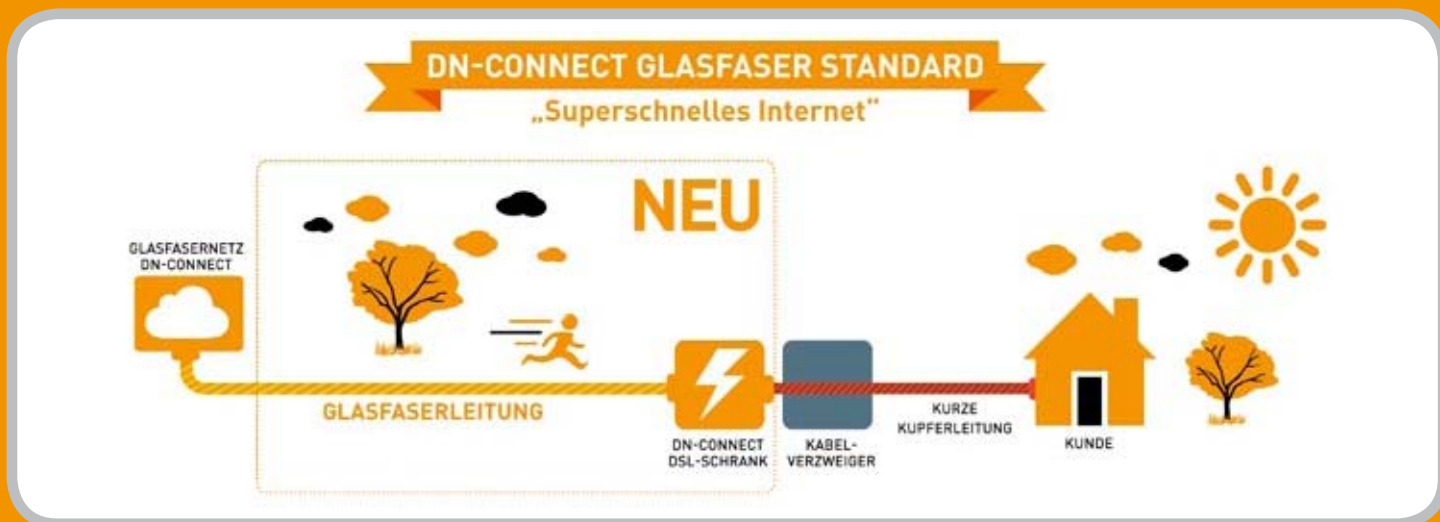 DN-CONNECT GLASFASER STANDARD
„Superschnelles Internet“
NEU
GLASFASERNETZ
DN-CONNECT
GLASFASERLEITUNG
DN-CONNECT
DSL-SCHRANK
KABEL-
VERZWEIGER
KURZE
KUPFERLEITUNG
KUNDE